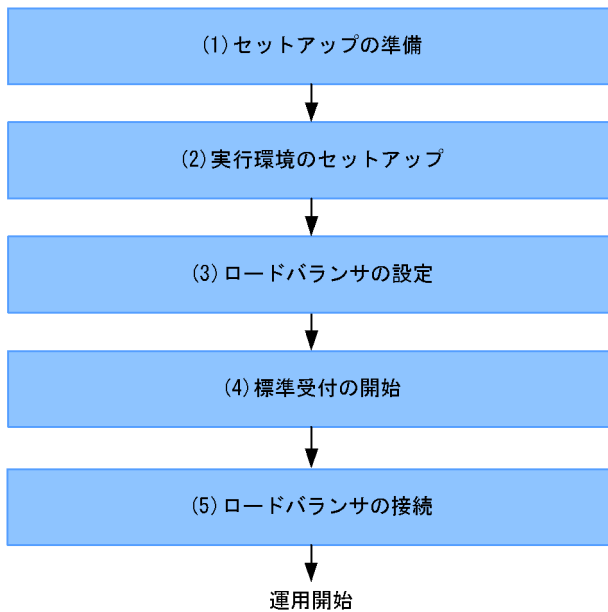 (1)セットアップの準備
(2)実行環境のセットアップ
(3)ロードバランサの設定
(4)標準受付の開始
(5)ロードバランサの接続
運用開始